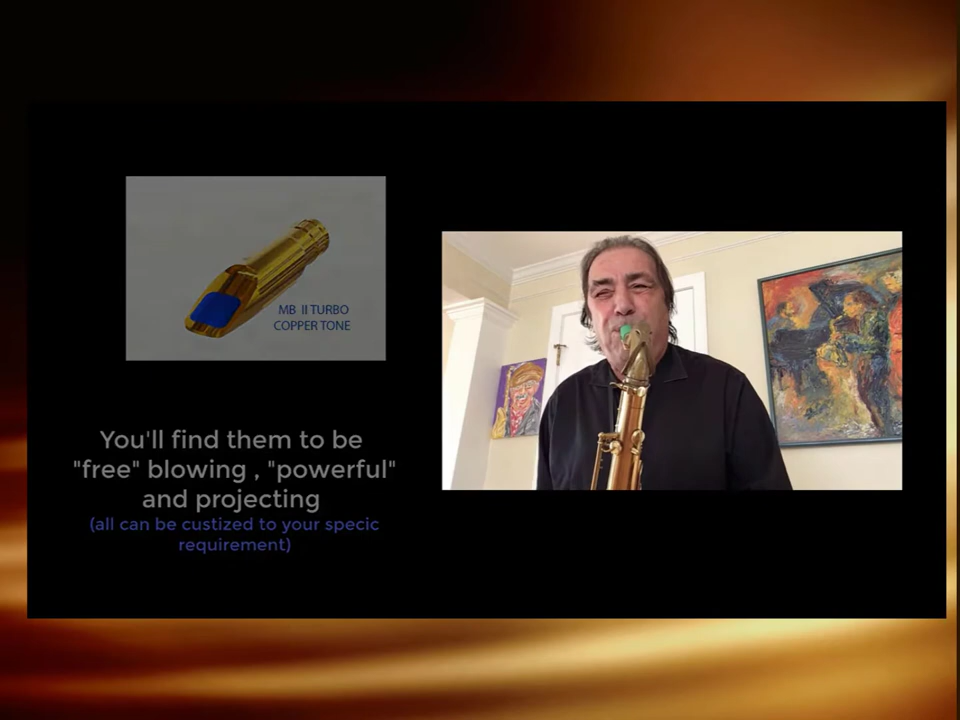 MB II TURBO
COPPER TONE
You'll find them to be
"free" blowing , "powerful"
and projecting
(all can be custized to your specic
requirement)